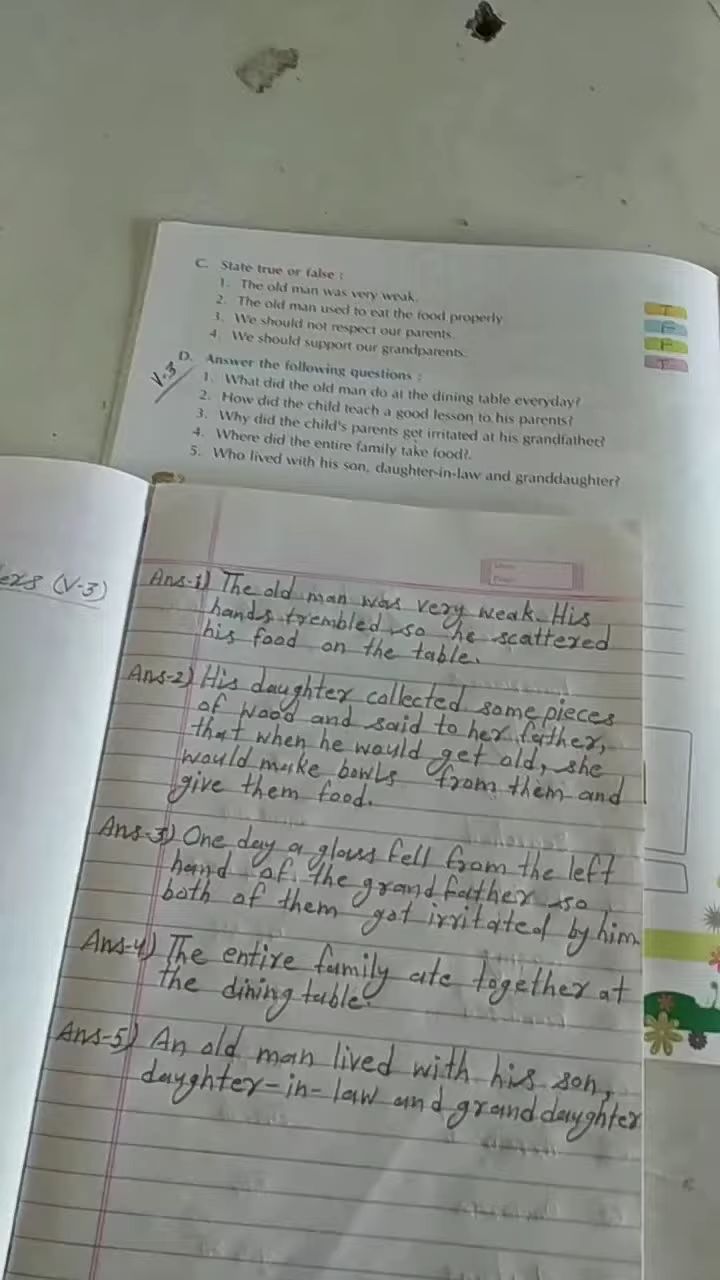 C. State true or false :
1. The old man was very weak.
2. The old man used to eat the food properly
3. We should not respect our parents.
4. We should support our grandparents.
T
F
F
T
V.3
D. Answer the following questions :
1. What did the old man do at the dining table everyday?
2. How did the child teach a good lesson to his parents?
3. Why did the child's parents get irritated at his grandfather?
4. Where did the entire family take food?
5. Who lived with his son, daughter-in-law and granddaughter?
(V-3)
Ans-1) The old man was very weak. His
hands trembled so he scattered
his food on the table.
Ans-2) His daughter collected some pieces
of wood and said to her father,
that when he would get old, she
would make bowls from them and
give them food.
Ans-3) One day a glass fell from the left
hand of the grandfather so
both of them got irritated by him
Ans-4) The entire family ate together at
the dining table.
Ans-5) An old man lived with his son,
daughter-in-law and granddaughter